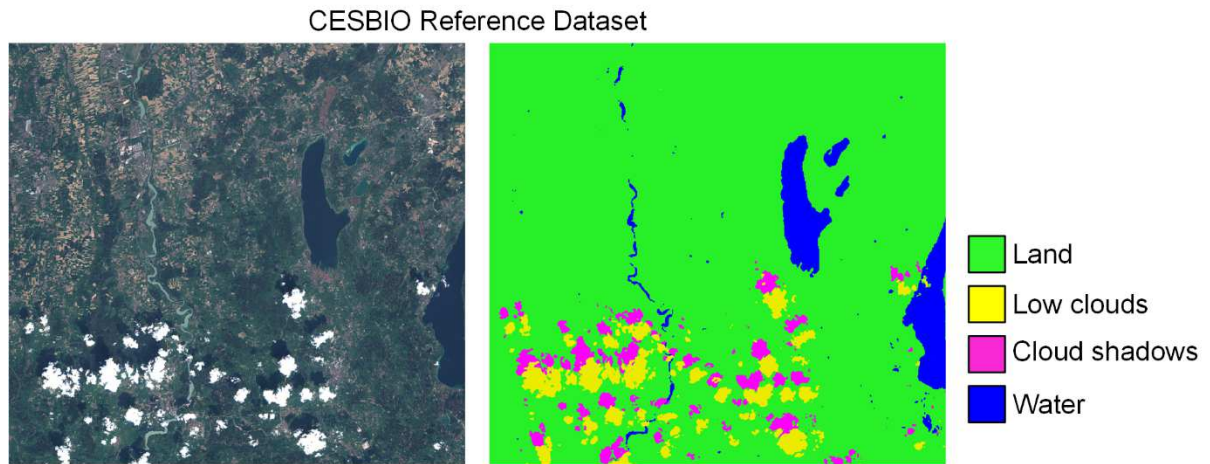 CESBIO Reference Dataset
Land
Low clouds
Cloud shadows
Water